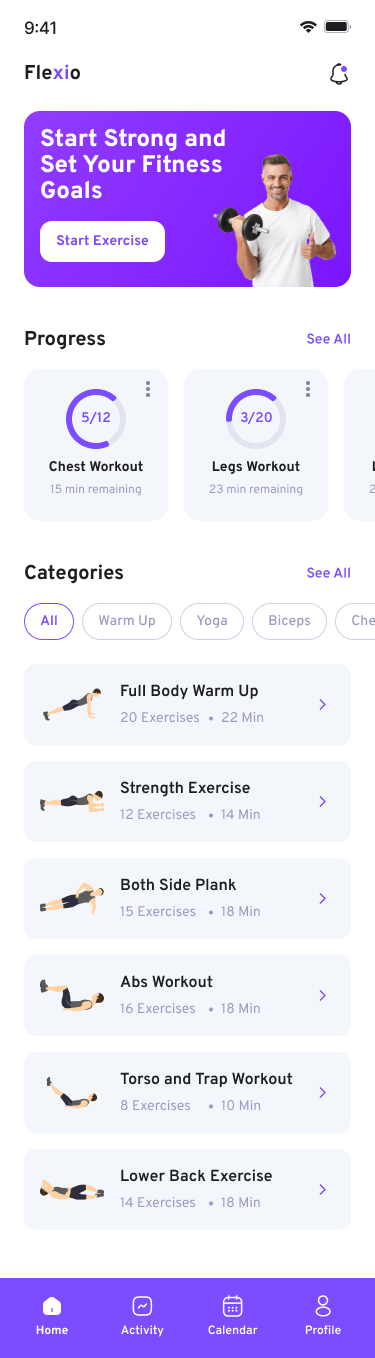 9:41
Flexio
Start Strong and
Set Your Fitness
Goals
Start Exercise
Progress
See All
5/12
Chest Workout
15 min remaining
3/20
Legs Workout
23 min remaining
Categories
See All
All
Warm Up
Yoga
Biceps
Che
Full Body Warm Up
20 Exercises • 22 Min
Strength Exercise
12 Exercises • 14 Min
Both Side Plank
15 Exercises • 18 Min
Abs Workout
16 Exercises • 18 Min
Torso and Trap Workout
8 Exercises • 10 Min
Lower Back Exercise
14 Exercises • 18 Min
Home
Activity
Calendar
Profile